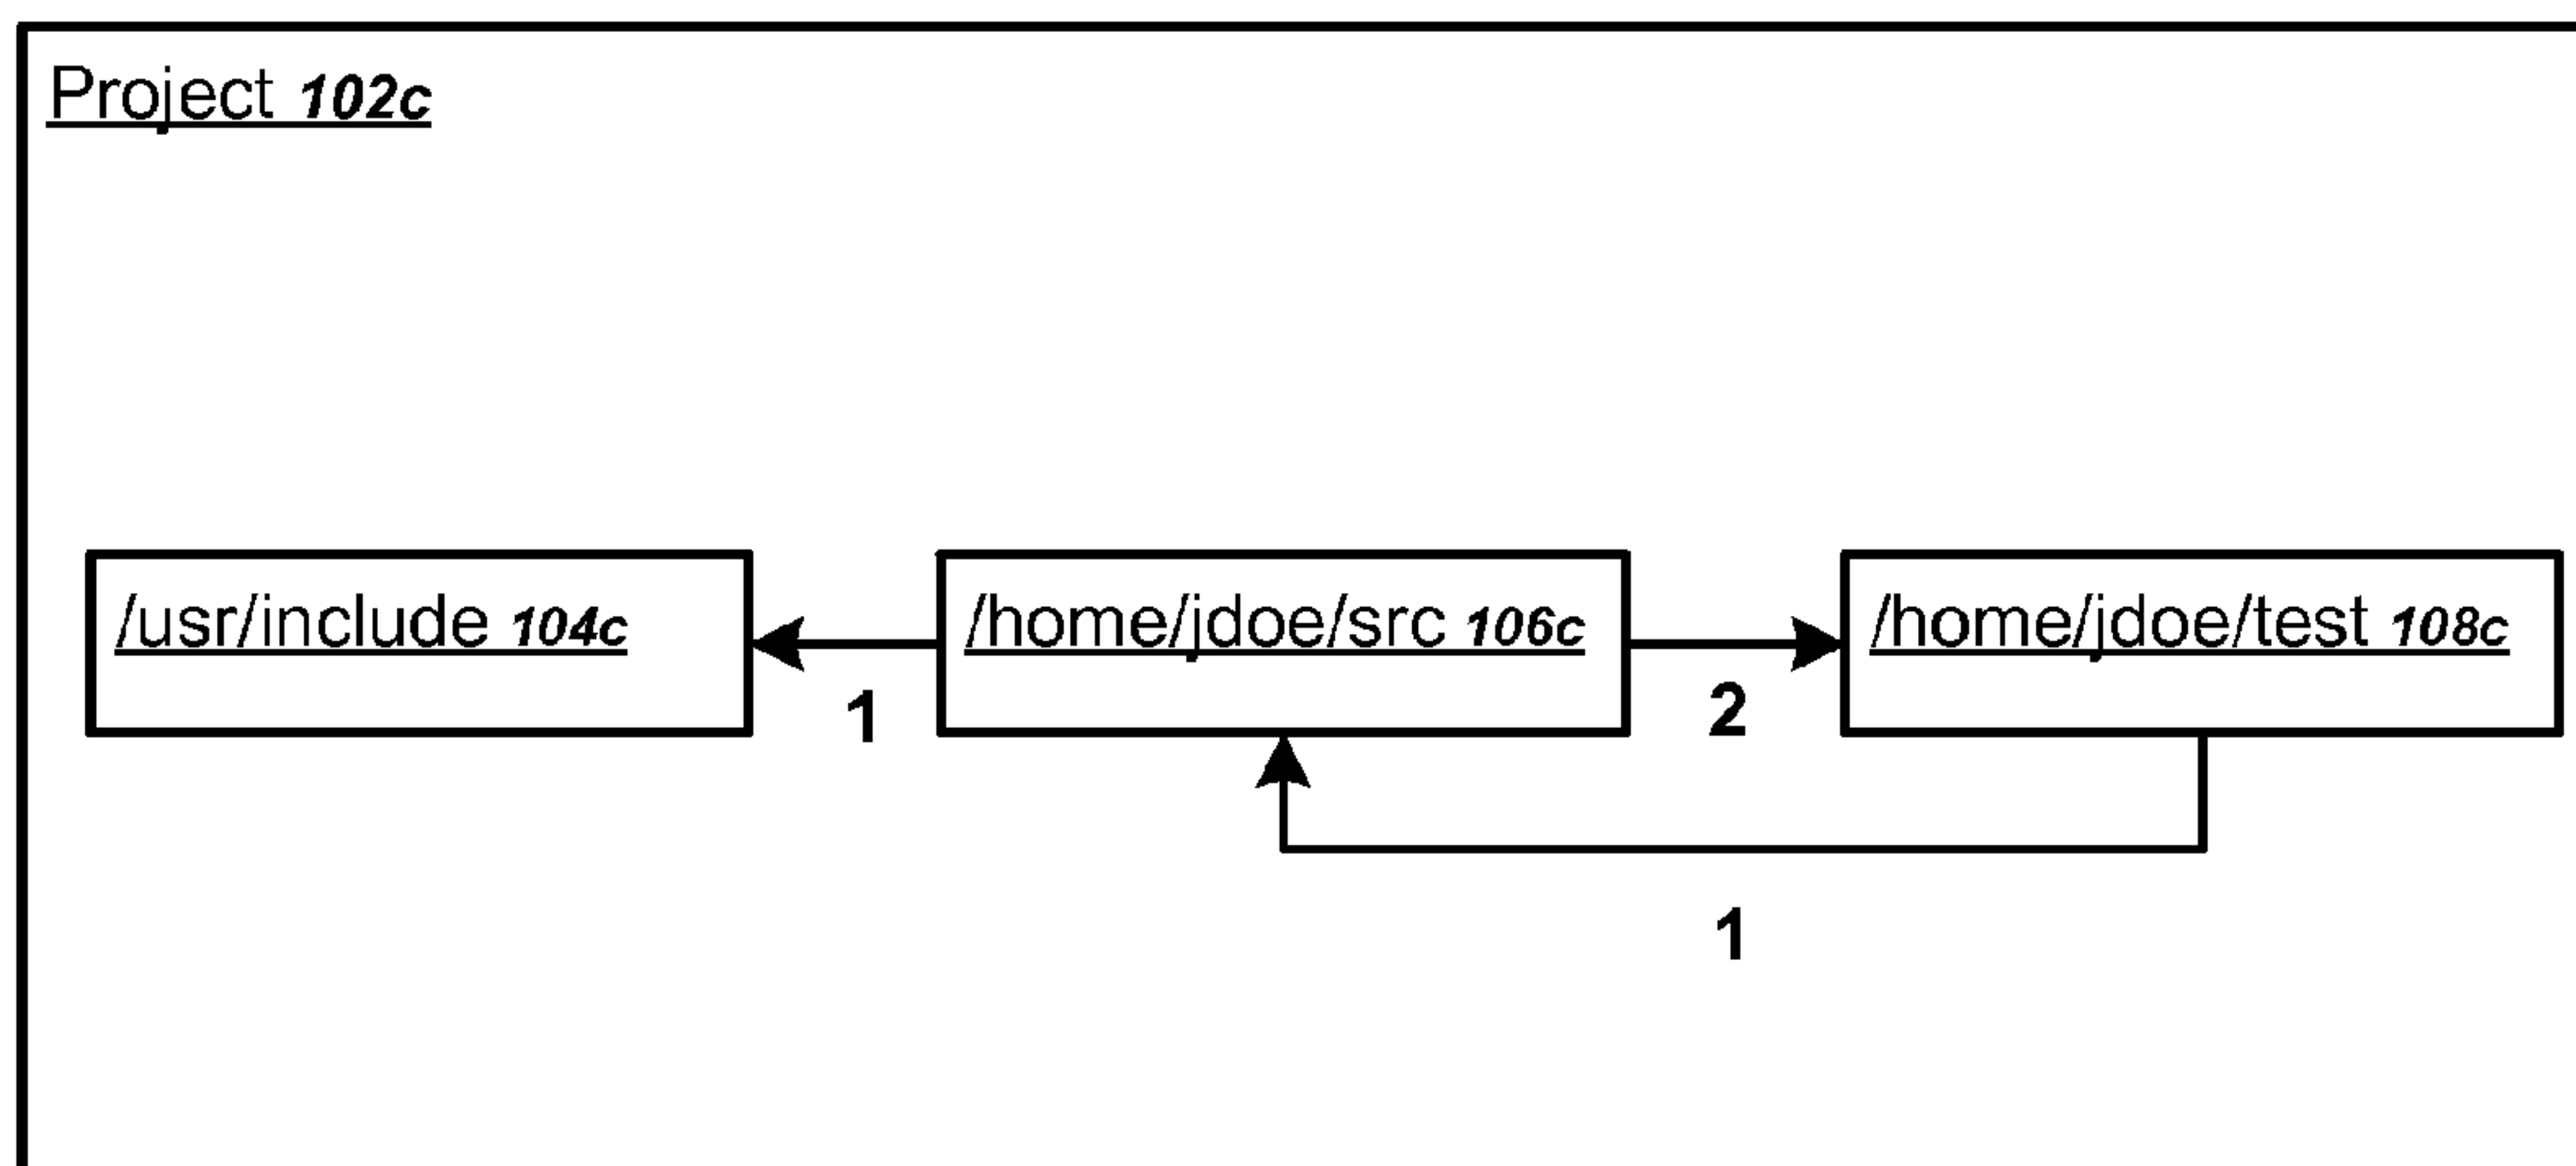 Project 102c
/usr/include 104c
/home/jdoe/src 106c
/home/jdoe/test 108c
1
2
1